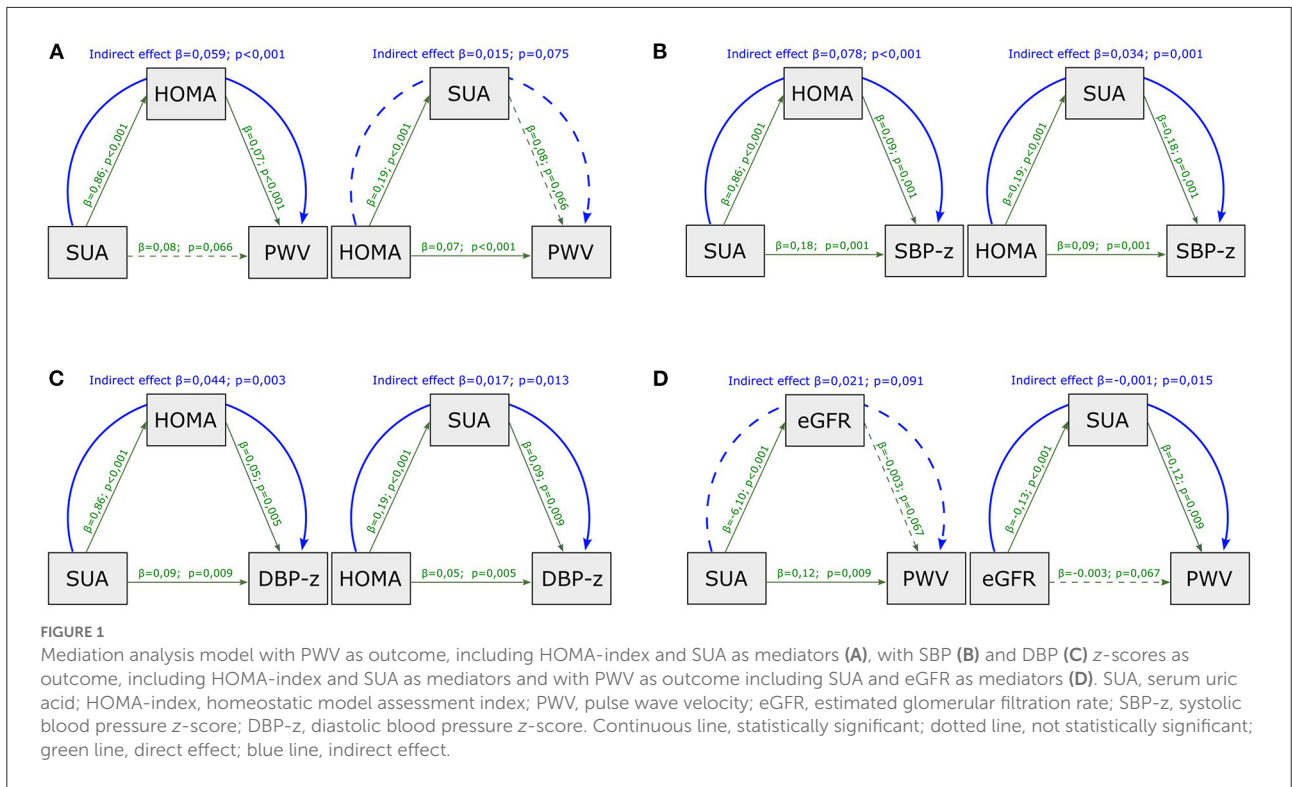 A
Indirect effect β=0,059; p<0,001
HOMA
β=0,86; p<0,001
β=0,07; p<0,001
SUA
β=0,08; p=0,066
PWV
Indirect effect β=0,015; p=0,075
SUA
β=0,19; p<0,001
β=0,08; p=0,066
HOMA
β=0,07; p<0,001
PWV
B
Indirect effect β=0,078; p<0,001
HOMA
β=0,86; p<0,001
β=0,09; p=0,001
SUA
β=0,18; p=0,001
SBP-z
Indirect effect β=0,034; p=0,001
SUA
β=0,19; p<0,001
β=0,18; p=0,001
HOMA
β=0,09; p=0,001
SBP-z
C
Indirect effect β=0,044; p=0,003
HOMA
β=0,86; p<0,001
β=0,05; p=0,005
SUA
β=0,09; p=0,009
DBP-z
Indirect effect β=0,017; p=0,013
SUA
β=0,19; p<0,001
β=0,09; p=0,009
HOMA
β=0,05; p=0,005
DBP-z
D
Indirect effect β=0,021; p=0,091
eGFR
β=-6,10; p<0,001
β=-0,003; p=0,067
SUA
β=0,12; p=0,009
PWV
Indirect effect β=-0,001; p=0,015
SUA
β=-0,13; p<0,001
β=0,12; p=0,009
eGFR
β=-0.003; p=0,067
PWV
FIGURE 1
Mediation analysis model with PWV as outcome, including HOMA-index and SUA as mediators (A), with SBP (B) and DBP (C) z-scores as
outcome, including HOMA-index and SUA as mediators and with PWV as outcome including SUA and eGFR as mediators (D). SUA, serum uric
acid; HOMA-index, homeostatic model assessment index; PWV, pulse wave velocity; eGFR, estimated glomerular filtration rate; SBP-z, systolic
blood pressure z-score; DBP-z, diastolic blood pressure z-score. Continuous line, statistically significant; dotted line, not statistically significant;
green line, direct effect; blue line, indirect effect.